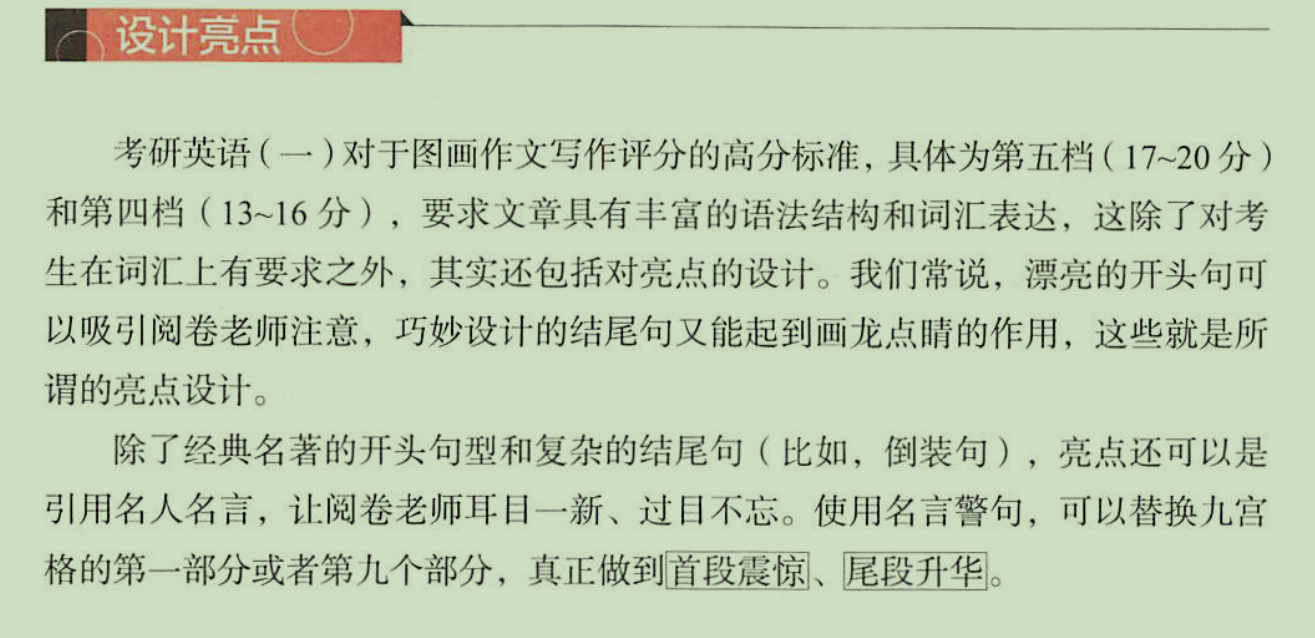 设计亮点
考研英语(一)对于图画作文写作评分的高分标准，具体为第五档（17~20 分）
和第四档（13~16 分），要求文章具有丰富的语法结构和词汇表达，这除了对考
生在词汇上有要求之外，其实还包括对亮点的设计。我们常说，漂亮的开头句可
以吸引阅卷老师注意，巧妙设计的结尾句又能起到画龙点睛的作用，这些就是所
谓的亮点设计。
除了经典名著的开头句型和复杂的结尾句（比如，倒装句），亮点还可以是
引用名人名言，让阅卷老师耳目一新、过目不忘。使用名言警句，可以替换九宫
格的第一部分或者第九个部分，真正做到首段震惊、尾段升华。